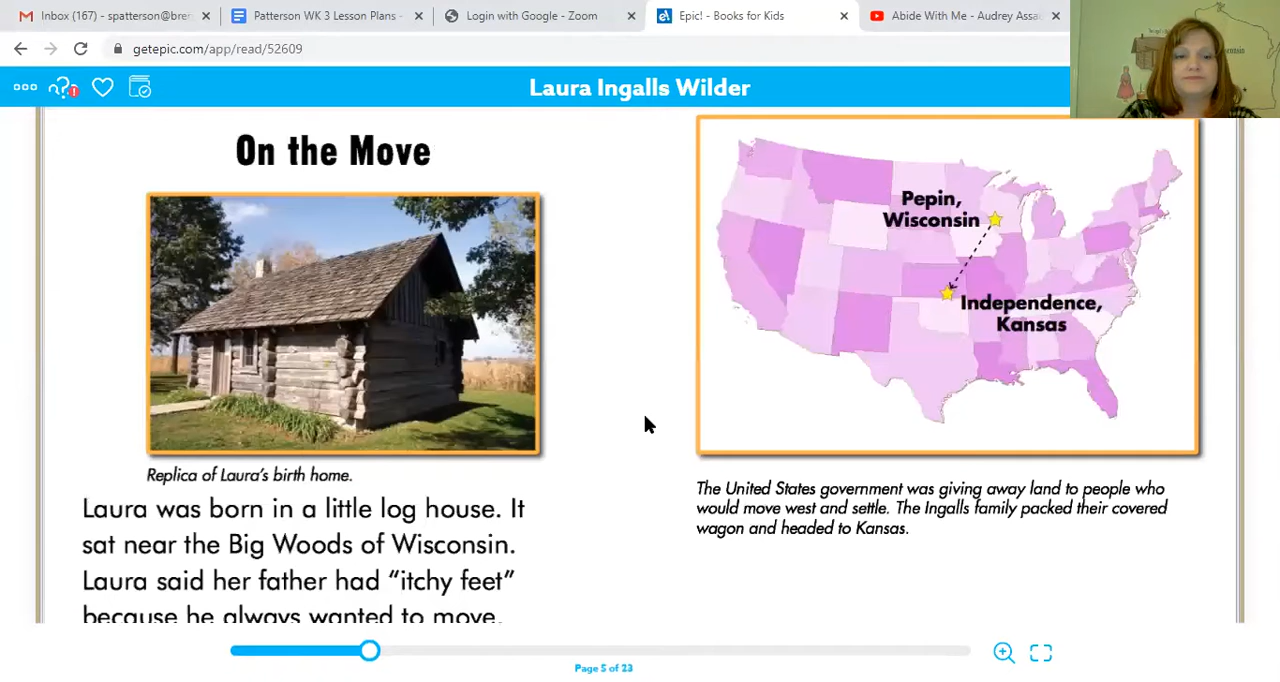 Inbox (167) - spatterson@bre
Patterson WK 3 Lesson Plans -
Login with Google - Zoom
Epic! - Books for Kids
Abide With Me - Audrey Assa
getepic.com/app/read/52609
Laura Ingalls Wilder
On the Move
Replica of Laura's birth home.
Laura was born in a little log house. It
sat near the Big Woods of Wisconsin.
Laura said her father had “itchy feet”
because he always wanted to move.
Pepin,
Wisconsin
Independence,
Kansas
The United States government was giving away land to people who
would move west and settle. The Ingalls family packed their covered
wagon and headed to Kansas.
Page 5 of 23